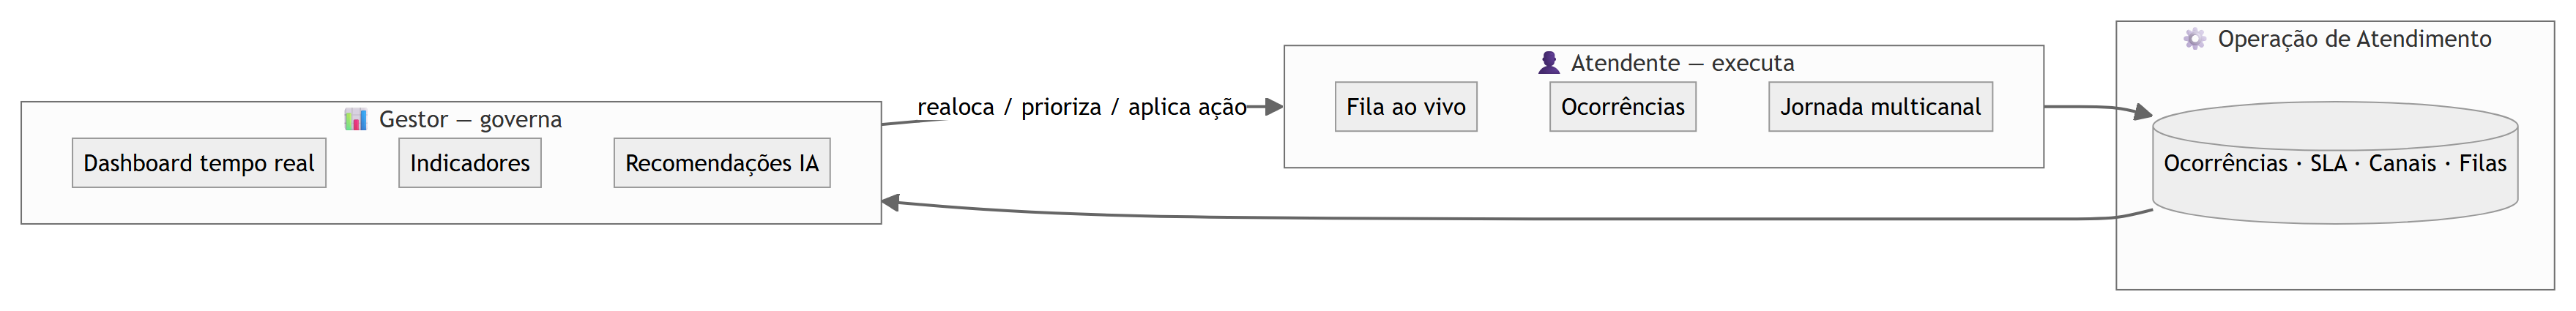 Gestor — governa
Dashboard tempo real
Indicadores
Recomendações IA
realoca / prioriza / aplica ação
Atendente — executa
Fila ao vivo
Ocorrências
Jornada multicanal
Operação de Atendimento
Ocorrências · SLA · Canais · Filas